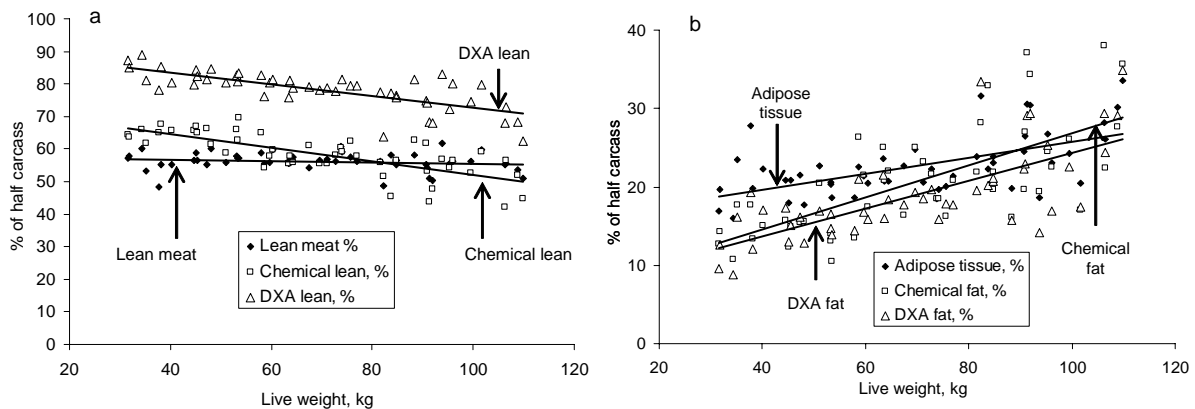 a
% of half carcass
100
90
80
70
60
50
40
30
20
10
0
DXA lean
Lean meat
Chemical lean
Lean meat %
Chemical lean, %
DXA lean, %
20 40 60 80 100 120
Live weight, kg
b
% of half carcass
40
30
20
10
0
Adipose tissue
DXA fat
Chemical fat
Adipose tissue, %
Chemical fat, %
DXA fat, %
20 40 60 80 100 120
Live weight, kg